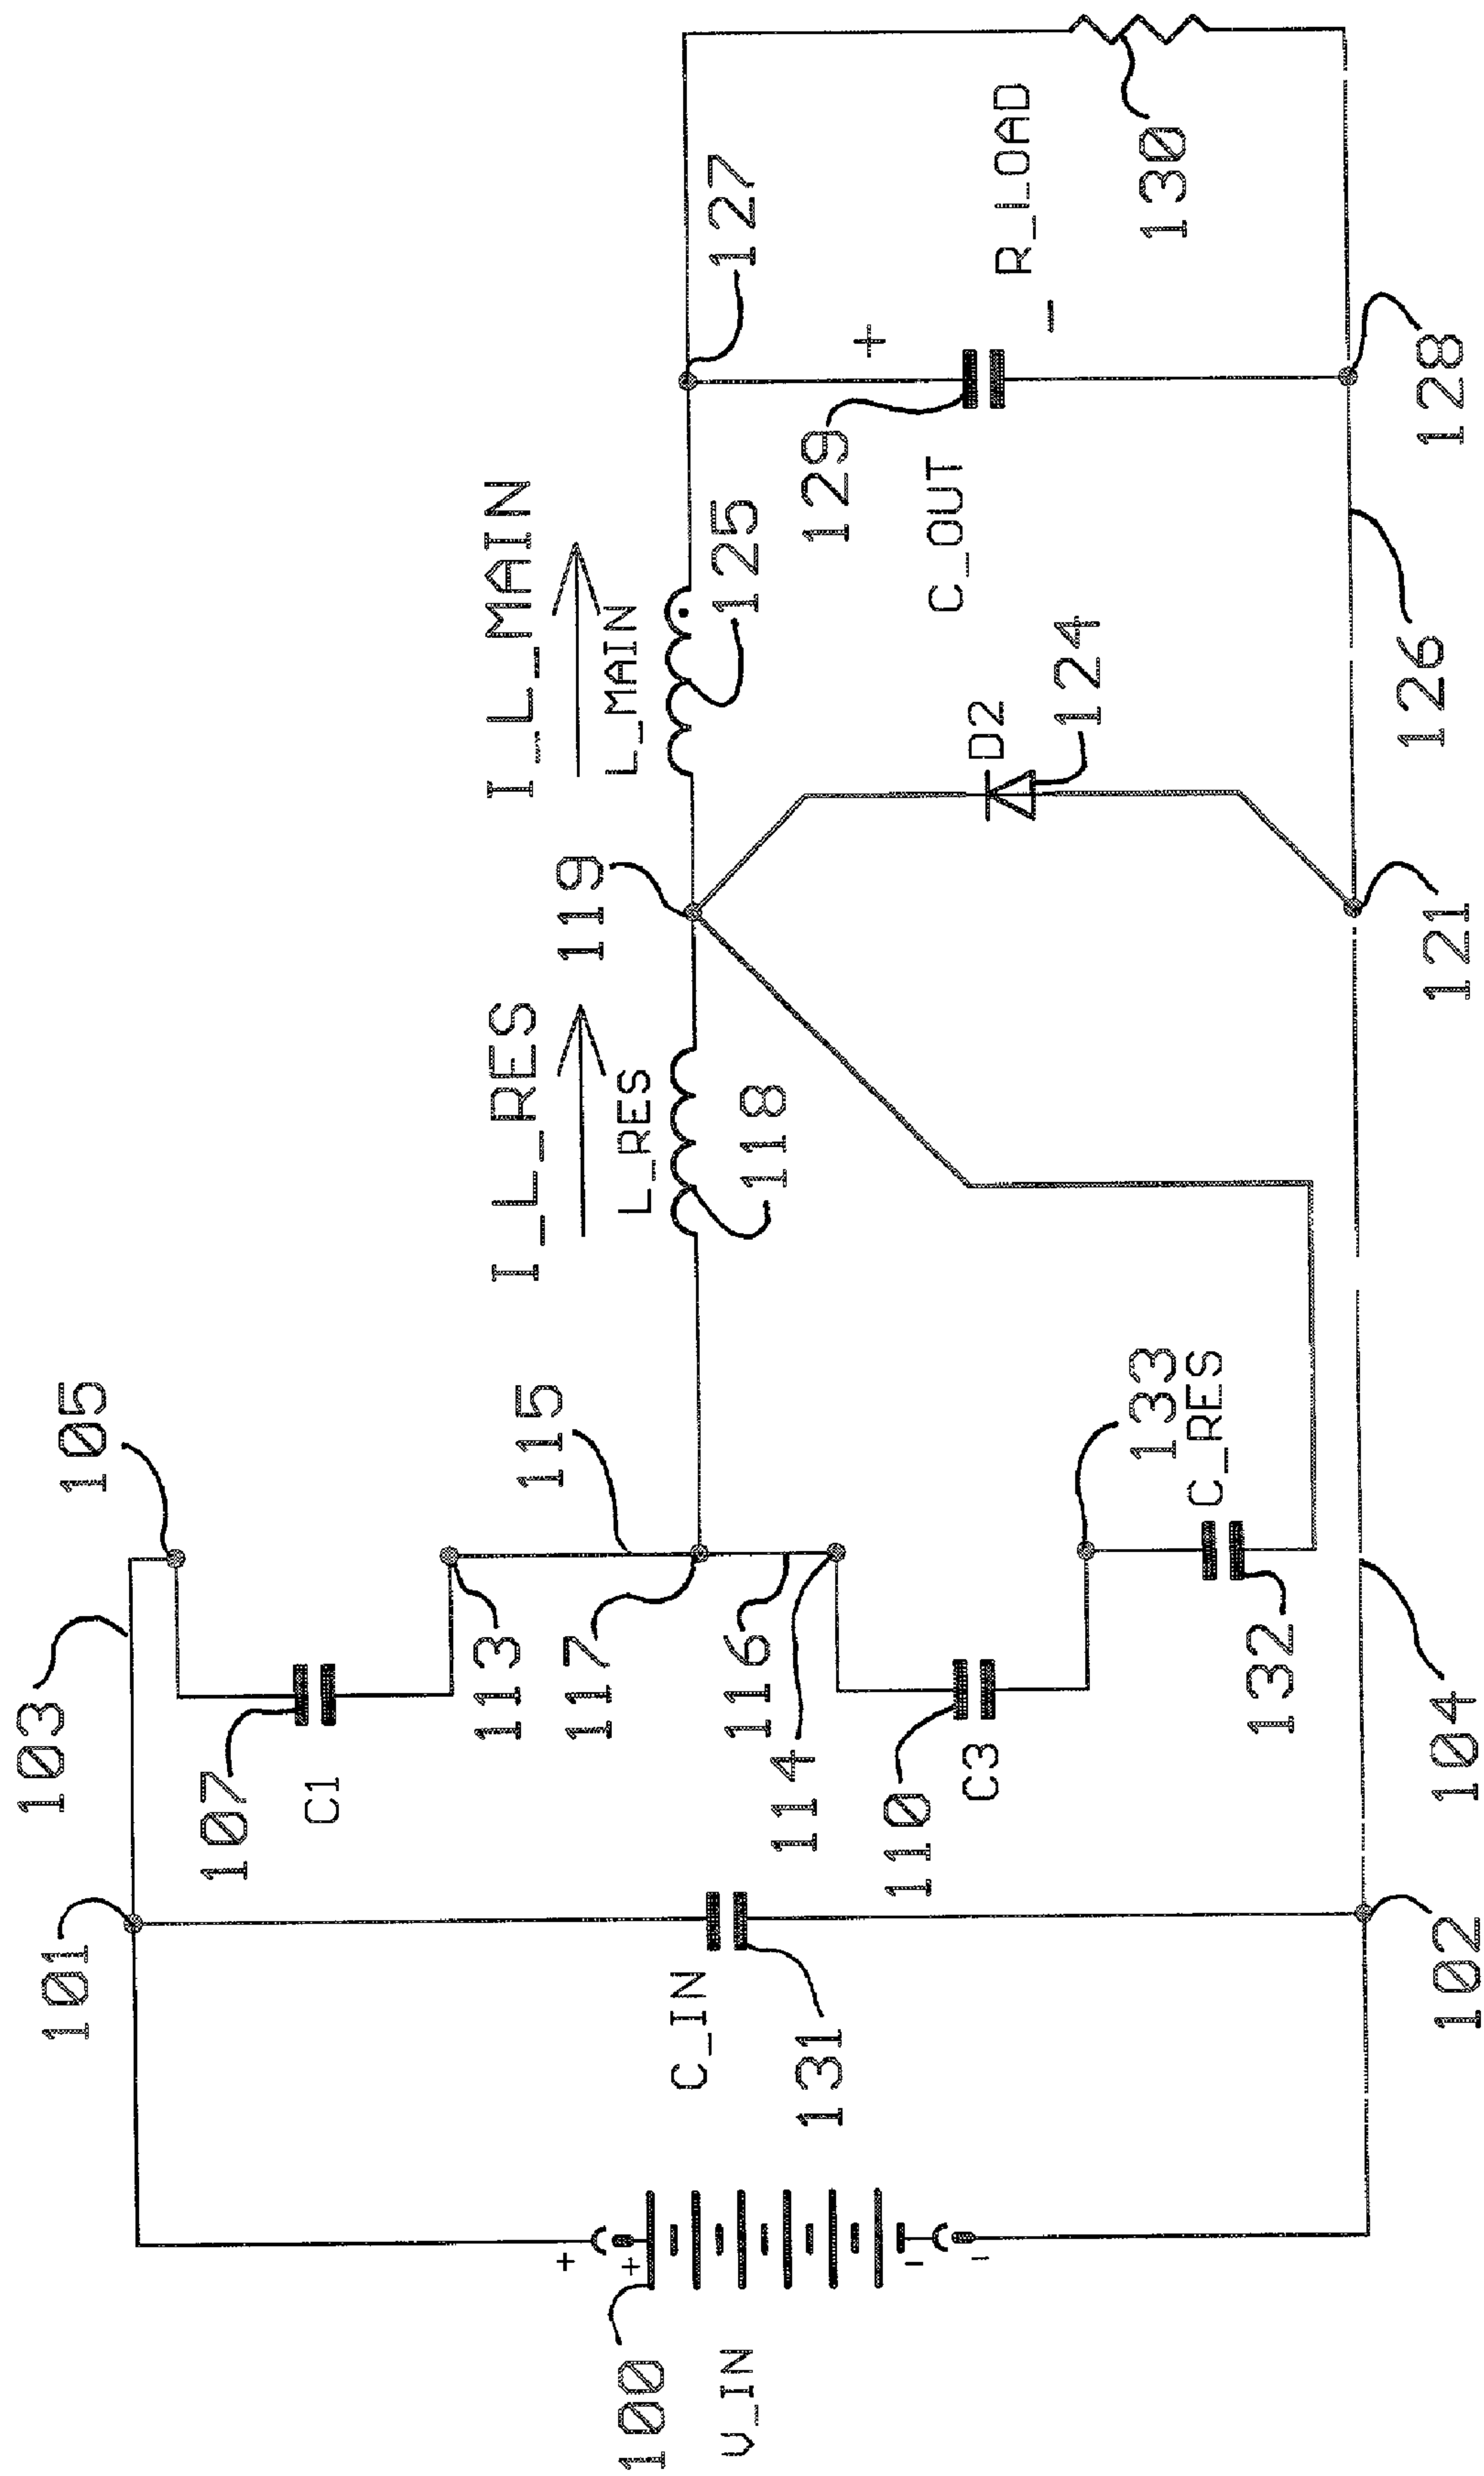 103
105
101
107
C1
113
115
117
116
114
110
C3
133
C_RES
132
104
102
C_IN
131
+
+
-
-
100
V_IN
I_L_RES
L_RES
118
119
I_L_MAIN
L_MAIN
125
127
D2
124
129
C_OUT
+
-
R_LOAD
130
121
126
128